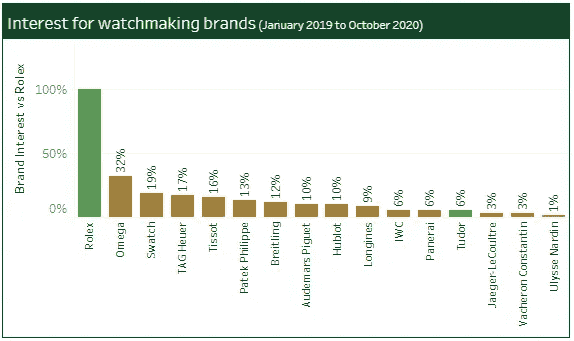 Interest for watchmaking brands (January 2019 to October 2020)
Brand Interest vs Rolex
100%
50%
0%
32%
19%
17%
16%
13%
12%
10%
10%
9%
6%
6%
6%
3%
3%
1%
Rolex
Omega
Swatch
TAG Heuer
Tissot
Patek Philippe
Breitling
Audemars Piguet
Hublot
Longines
IWC
Panerai
Tudor
Jaeger-LeCoultre
Vacheron Constantin
Ulysse Nardin